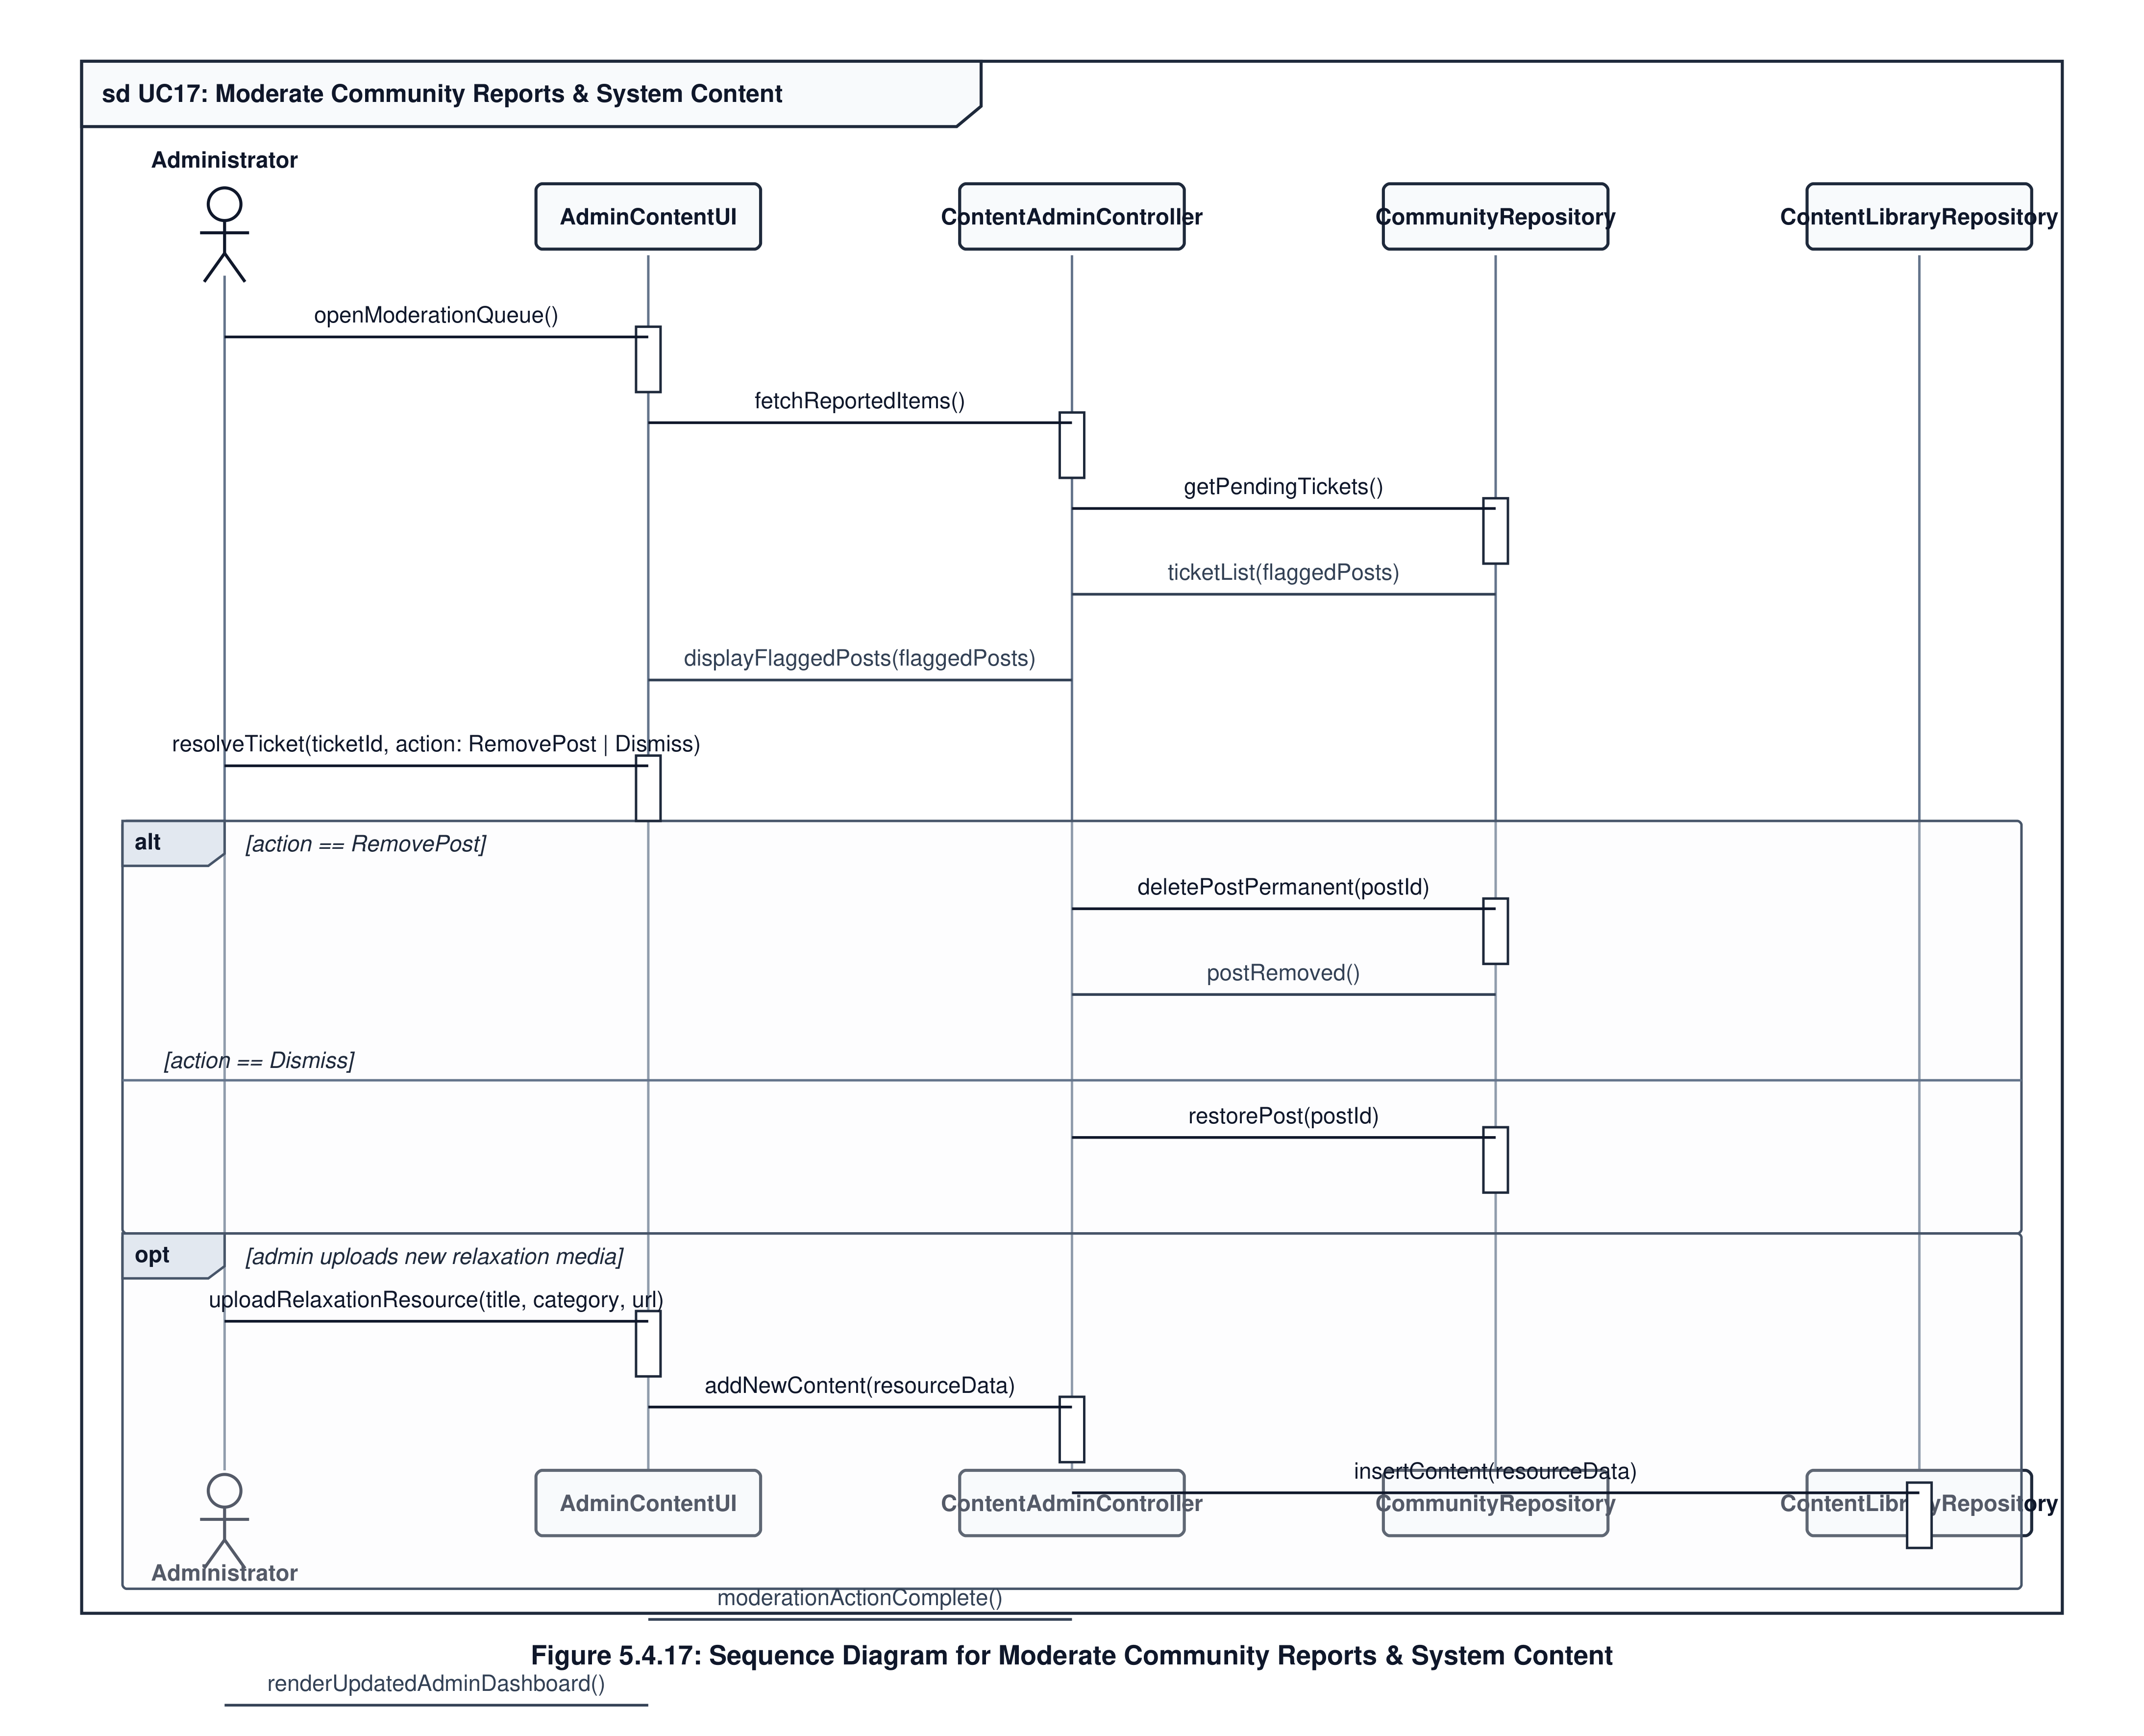 sd UC17: Moderate Community Reports & System Content
Administrator
AdminContentUI
ContentAdminController
CommunityRepository
ContentLibraryRepository
openModerationQueue()
fetchReportedItems()
getPendingTickets()
ticketList(flaggedPosts)
displayFlaggedPosts(flaggedPosts)
resolveTicket(ticketId, action: RemovePost | Dismiss)
alt
[action == RemovePost]
deletePostPermanent(postId)
postRemoved()
[action == Dismiss]
restorePost(postId)
opt
[admin uploads new relaxation media]
uploadRelaxationResource(title, category, url)
addNewContent(resourceData)
insertContent(resourceData)
AdminContentUI
ContentAdminController
CommunityRepository
ContentLibraryRepository
Administrator
moderationActionComplete()
Figure 5.4.17: Sequence Diagram for Moderate Community Reports & System Content
renderUpdatedAdminDashboard()